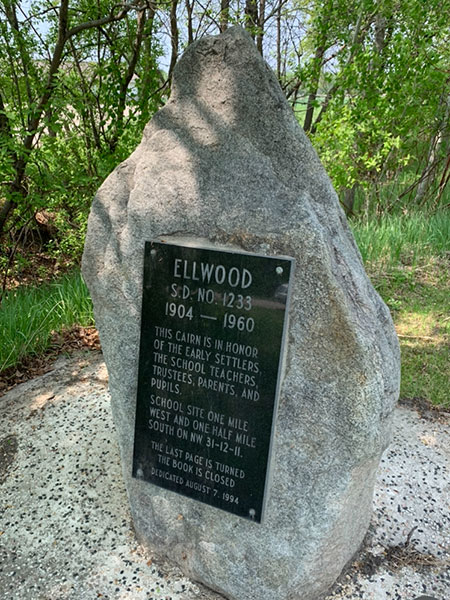 ELLWOOD
S.D. NO. 1233
1904 — 1960
THIS CAIRN IS IN HONOR
OF THE EARLY SETTLERS,
THE SCHOOL TEACHERS,
TRUSTEES, PARENTS, AND
PUPILS.
SCHOOL SITE ONE MILE
WEST AND ONE HALF MILE
SOUTH ON NW 31-12-11.
THE LAST PAGE IS TURNED
THE BOOK IS CLOSED
DEDICATED AUGUST 7, 1994